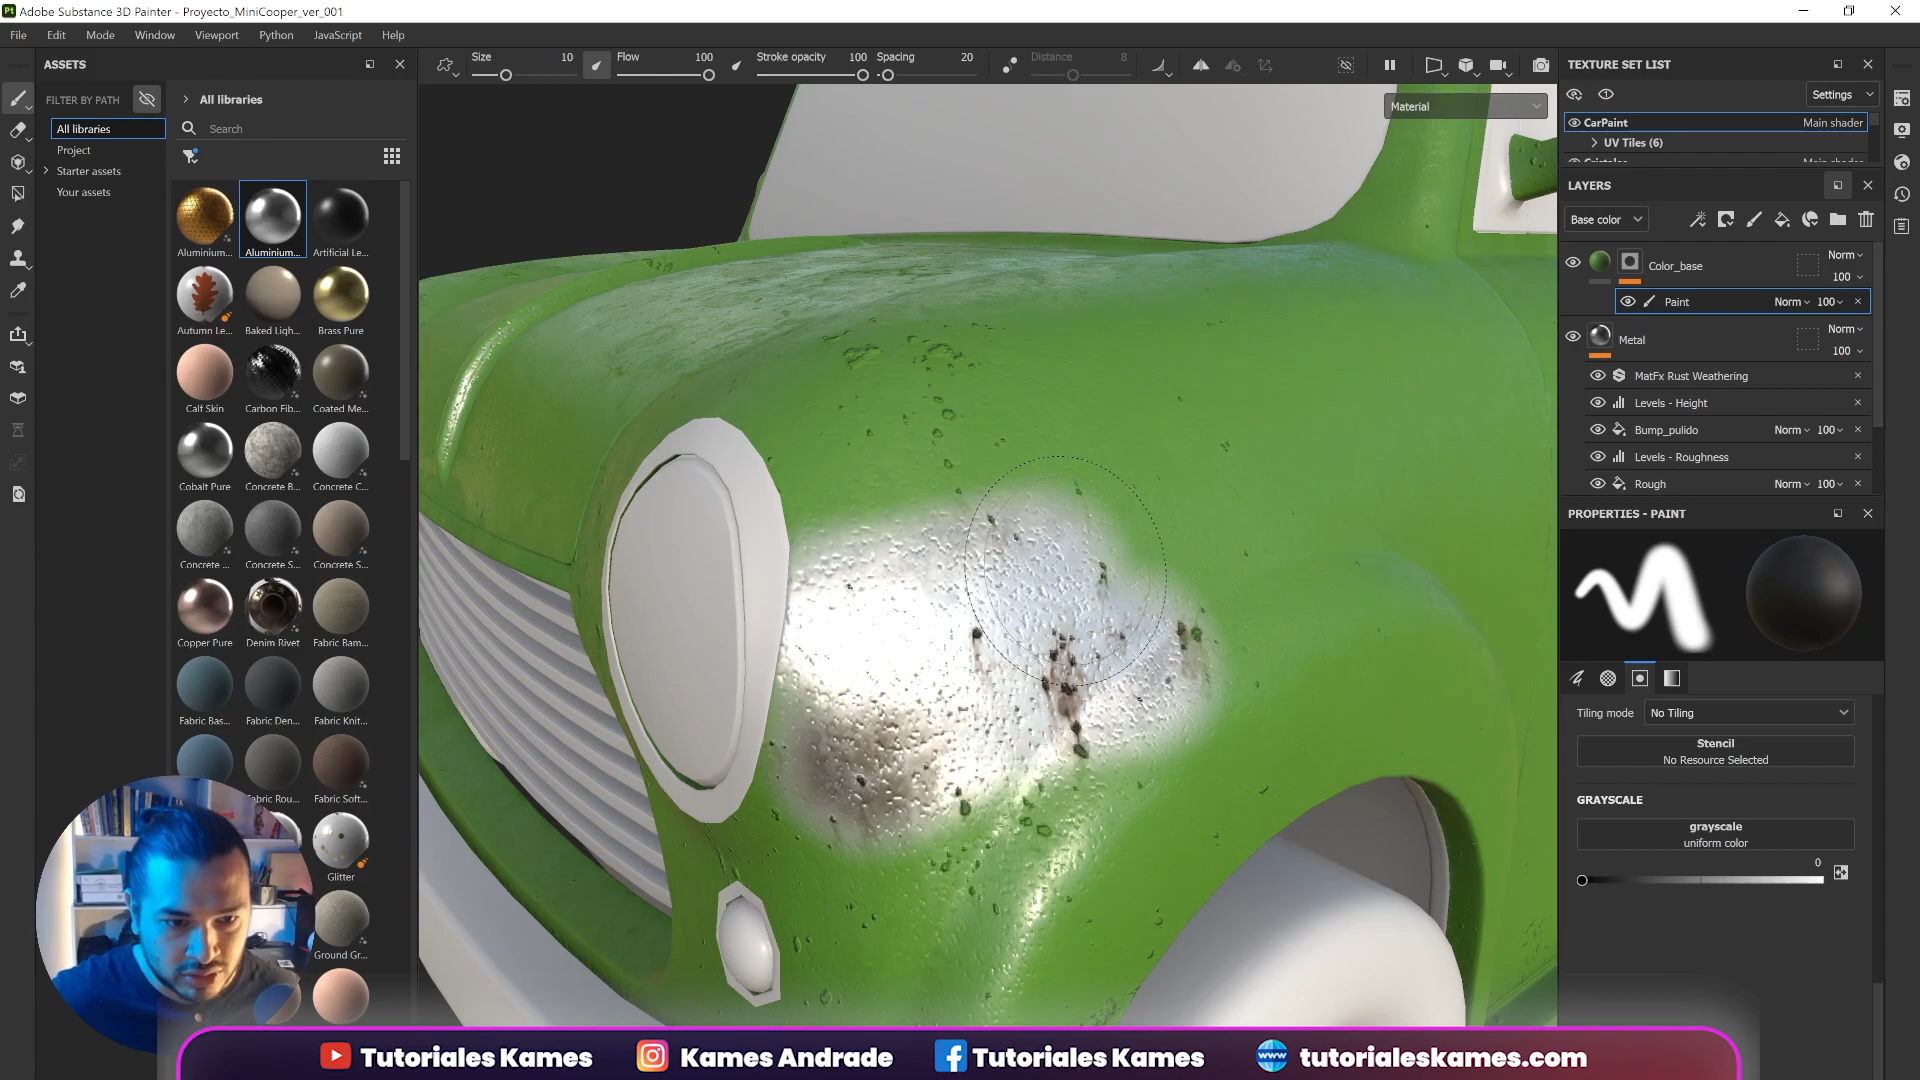 Adobe Substance 3D Painter - Proyecto_MiniCooper_ver_001
File Edit Mode Window Viewport Python JavaScript Help
ASSETS
FILTER BY PATH
All libraries
Project
Starter assets
Your assets
All libraries
Search
Aluminium... Aluminium... Artificial Le...
Autumn Le... Baked Ligh... Brass Pure
Calf Skin Carbon Fib... Coated Me...
Cobalt Pure Concrete B... Concrete C...
Concrete ... Concrete S... Concrete S...
Copper Pure Denim Rivet Fabric Bam...
Fabric Bas... Fabric Den... Fabric Knit...
Fabric Rou... Fabric Soft...
Glitter
Ground Gr...
Size 10 Flow 100 Stroke opacity 100 Spacing 20 Distance 8
Material
TEXTURE SET LIST
Settings
CarPaint Main shader
UV Tiles (6)
LAYERS
Base color
Color_base Norm 100
Paint Norm 100
Metal Norm 100
MatFx Rust Weathering
Levels - Height
Bump_pulido Norm 100
Levels - Roughness
Rough Norm 100
PROPERTIES - PAINT
Tiling mode No Tiling
Stencil
No Resource Selected
GRAYSCALE
grayscale
uniform color
0
Tutoriales Kames Kames Andrade Tutoriales Kames tutorialeskames.com